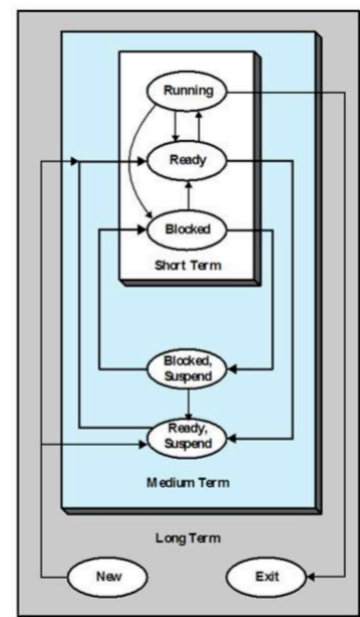 Running
Ready
Blocked
Short Term
Blocked,
Suspend
Ready,
Suspend
Medium Term
Long Term
New
Exit